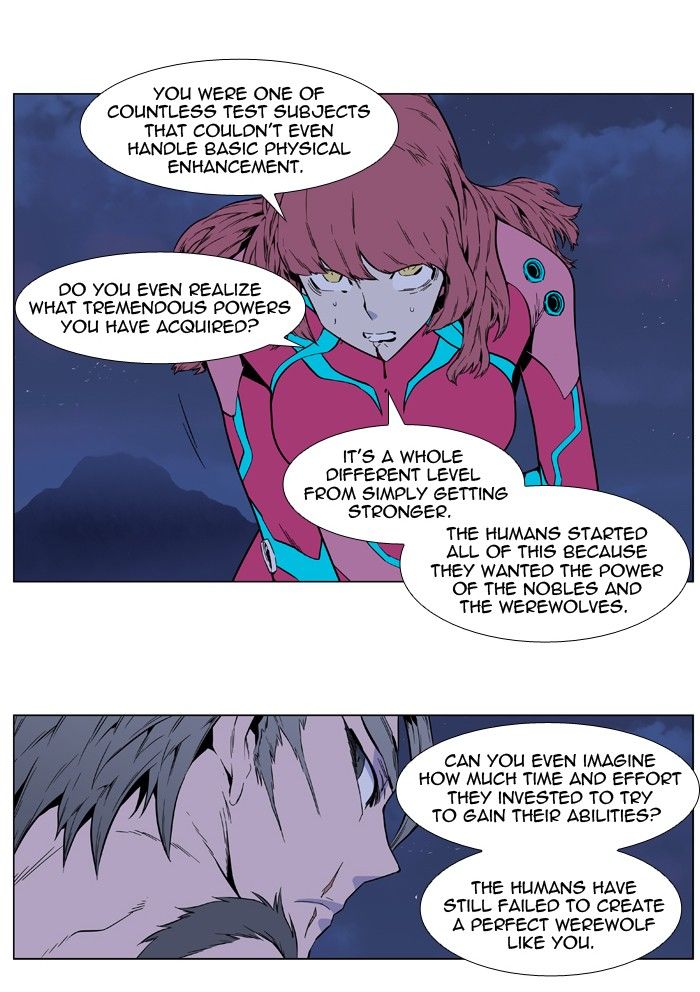 YOU WERE ONE OF
COUNTLESS TEST SUBJECTS
THAT COULDN'T EVEN
HANDLE BASIC PHYSICAL
ENHANCEMENT.
DO YOU EVEN REALIZE
WHAT TREMENDOUS POWERS
YOU HAVE ACQUIRED?
IT'S A WHOLE
DIFFERENT LEVEL
FROM SIMPLY GETTING
STRONGER.
THE HUMANS STARTED
ALL OF THIS BECAUSE
THEY WANTED THE POWER
OF THE NOBLES AND
THE WEREWOLVES.
CAN YOU EVEN IMAGINE
HOW MUCH TIME AND EFFORT
THEY INVESTED TO TRY
TO GAIN THEIR ABILITIES?
THE HUMANS HAVE
STILL FAILED TO CREATE
A PERFECT WEREWOLF
LIKE YOU.